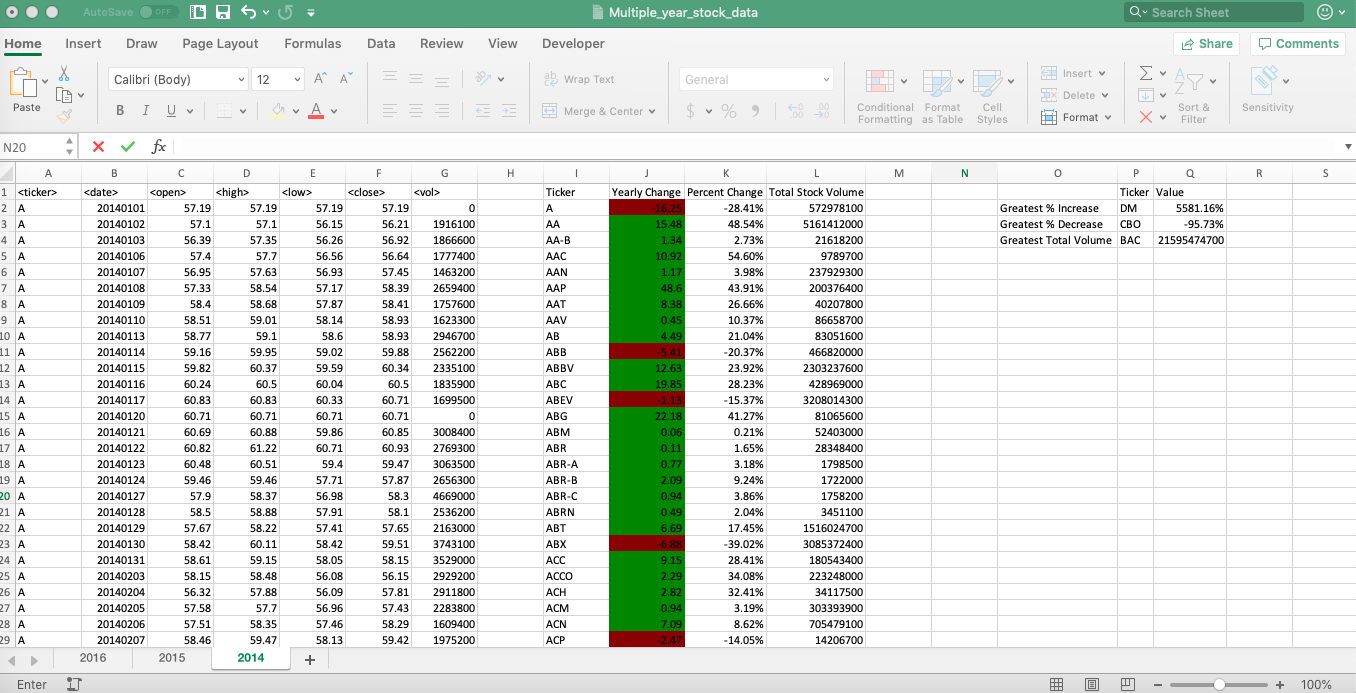 AutoSave OFF Multiple_year_stock_data Search Sheet
Home Insert Draw Page Layout Formulas Data Review View Developer Share Comments
Paste Calibri (Body) 12 A^ A˅ ab Wrap Text General Insert Σ A Z
B I U A Merge & Center $ % Conditional Formatting Format as Table Cell Styles Delete Format Sort & Filter Sensitivity
N20 fx
A B C D E F G H I J K L M N O P Q R S
1 <ticker> <date> <open> <high> <low> <close> <vol> Ticker Yearly Change Percent Change Total Stock Volume Ticker Value
2 A 20140101 57.19 57.19 57.19 57.19 0 A -16.25 -28.41% 572978100 Greatest % Increase DM 5581.16%
3 A 20140102 57.1 57.1 56.15 56.21 1916100 AA 15.48 48.54% 5161412000 Greatest % Decrease CBO -95.73%
4 A 20140103 56.39 57.35 56.26 56.92 1866600 AA-B 1.34 2.73% 21618200 Greatest Total Volume BAC 21595474700
5 A 20140106 57.4 57.7 56.56 56.64 1777400 AAC 10.92 54.60% 9789700
6 A 20140107 56.95 57.63 56.93 57.45 1463200 AAN 1.17 3.98% 237929300
7 A 20140108 57.33 58.54 57.17 58.39 2659400 AAP 48.6 43.91% 200376400
8 A 20140109 58.4 58.68 57.87 58.41 1757600 AAT 8.38 26.66% 40207800
9 A 20140110 58.51 59.01 58.14 58.93 1623300 AAV 0.45 10.37% 86658700
10 A 20140113 58.77 59.1 58.6 58.93 2946700 AB 4.49 21.04% 83051600
11 A 20140114 59.16 59.95 59.02 59.88 2562200 ABB -5.41 -20.37% 466820000
12 A 20140115 59.82 60.37 59.59 60.34 2335100 ABBV 12.63 23.92% 2303237600
13 A 20140116 60.24 60.5 60.04 60.5 1835900 ABC 19.85 28.23% 428969000
14 A 20140117 60.83 60.83 60.33 60.71 1699500 ABEV -1.13 -15.37% 3208014300
15 A 20140120 60.71 60.71 60.71 60.71 0 ABG 22.18 41.27% 81065600
16 A 20140121 60.69 60.88 59.86 60.85 3008400 ABM 0.06 0.21% 52403000
17 A 20140122 60.82 61.22 60.71 60.93 2769300 ABR 0.11 1.65% 28348400
18 A 20140123 60.48 60.51 59.4 59.47 3063500 ABR-A 0.77 3.18% 1798500
19 A 20140124 59.46 59.46 57.71 57.87 2656300 ABR-B 2.09 9.24% 1722000
20 A 20140127 57.9 58.37 56.98 58.3 4669000 ABR-C 0.94 3.86% 1758200
21 A 20140128 58.5 58.88 57.91 58.1 2536200 ABRN 0.49 2.04% 3451100
22 A 20140129 57.67 58.22 57.41 57.65 2163000 ABT 6.69 17.45% 1516024700
23 A 20140130 58.42 60.11 58.42 59.51 3743100 ABX -6.88 -39.02% 3085372400
24 A 20140131 58.61 59.15 58.05 58.15 3529000 ACC 9.15 28.41% 180543400
25 A 20140203 58.15 58.48 56.08 56.15 2929200 ACCO 2.29 34.08% 223248000
26 A 20140204 56.32 57.88 56.09 57.81 2911800 ACH 2.82 32.41% 34117500
27 A 20140205 57.58 57.7 56.96 57.43 2283800 ACM 0.94 3.19% 303393900
28 A 20140206 57.51 58.35 57.46 58.29 1609400 ACN 7.09 8.62% 705479100
29 A 20140207 58.46 59.47 58.13 59.42 1975200 ACP -2.47 -14.05% 14206700
2016 2015 2014 +
Enter − + 100%